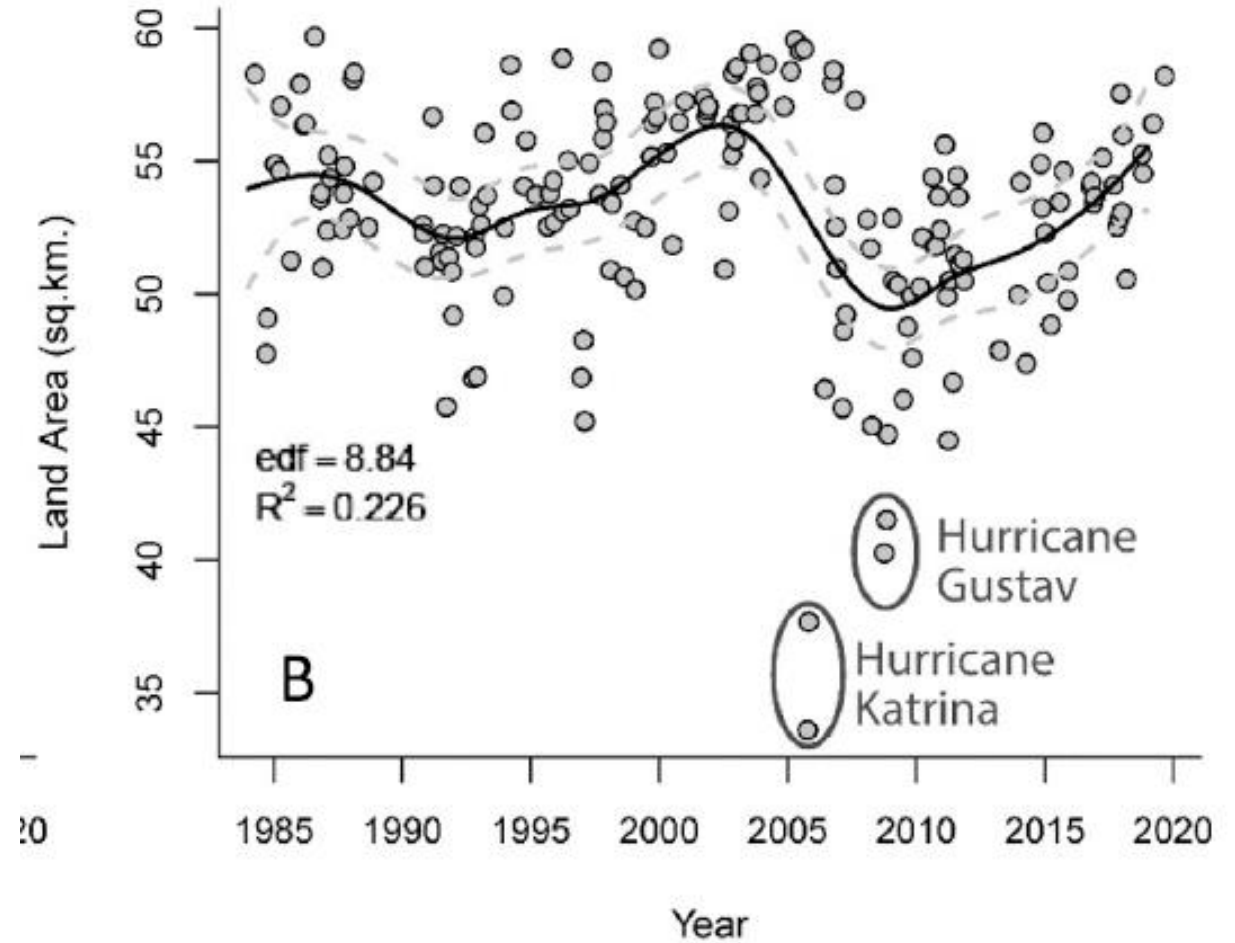 60
55
50
45
40
35
Land Area (sq.km.)
edf = 8.84
R² = 0.226
Hurricane
Gustav
Hurricane
Katrina
B
20
1985 1990 1995 2000 2005 2010 2015 2020
Year